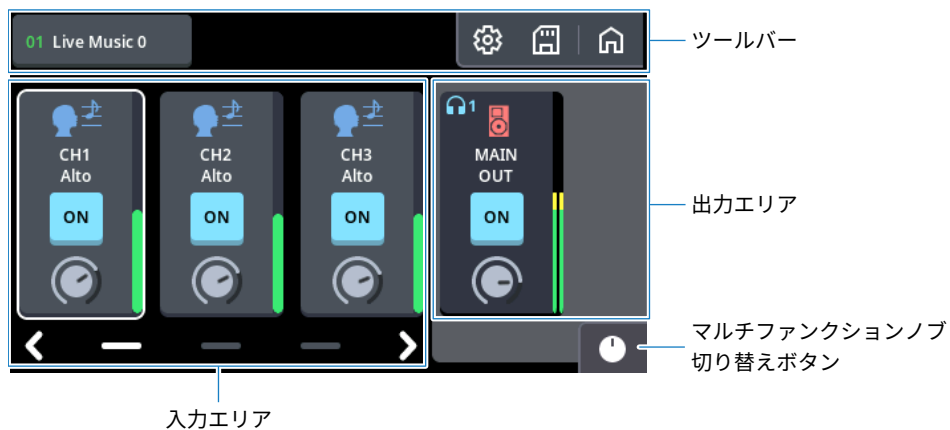 01 Live Music 0
ツールバー
CH1
Alto
ON
CH2
Alto
ON
CH3
Alto
ON
1
MAIN
OUT
ON
出力エリア
マルチファンクションノブ
切り替えボタン
入力エリア